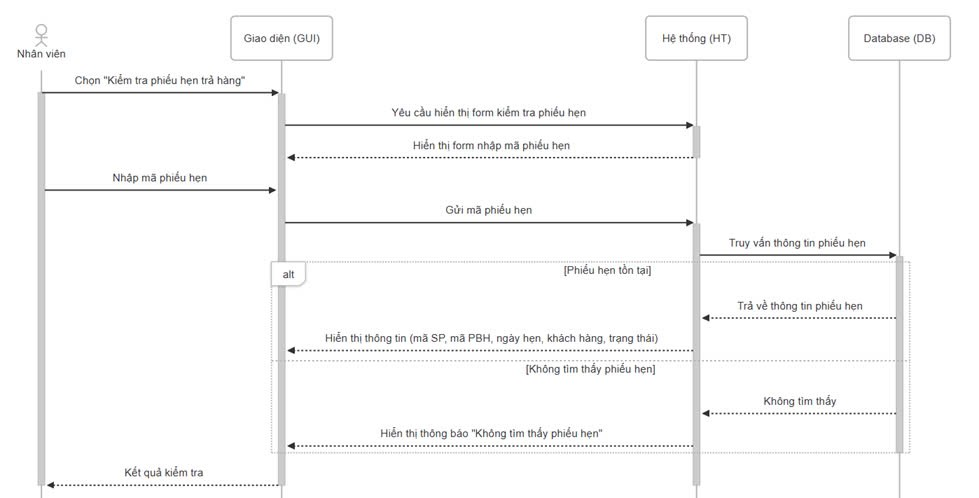 Nhân viên
Giao diện (GUI)
Hệ thống (HT)
Database (DB)
Chọn "Kiểm tra phiếu hẹn trả hàng"
Yêu cầu hiển thị form kiểm tra phiếu hẹn
Hiển thị form nhập mã phiếu hẹn
Nhập mã phiếu hẹn
Gửi mã phiếu hẹn
Truy vấn thông tin phiếu hẹn
alt
[Phiếu hẹn tồn tại]
Trả về thông tin phiếu hẹn
Hiển thị thông tin (mã SP, mã PBH, ngày hẹn, khách hàng, trạng thái)
[Không tìm thấy phiếu hẹn]
Không tìm thấy
Hiển thị thông báo "Không tìm thấy phiếu hẹn"
Kết quả kiểm tra